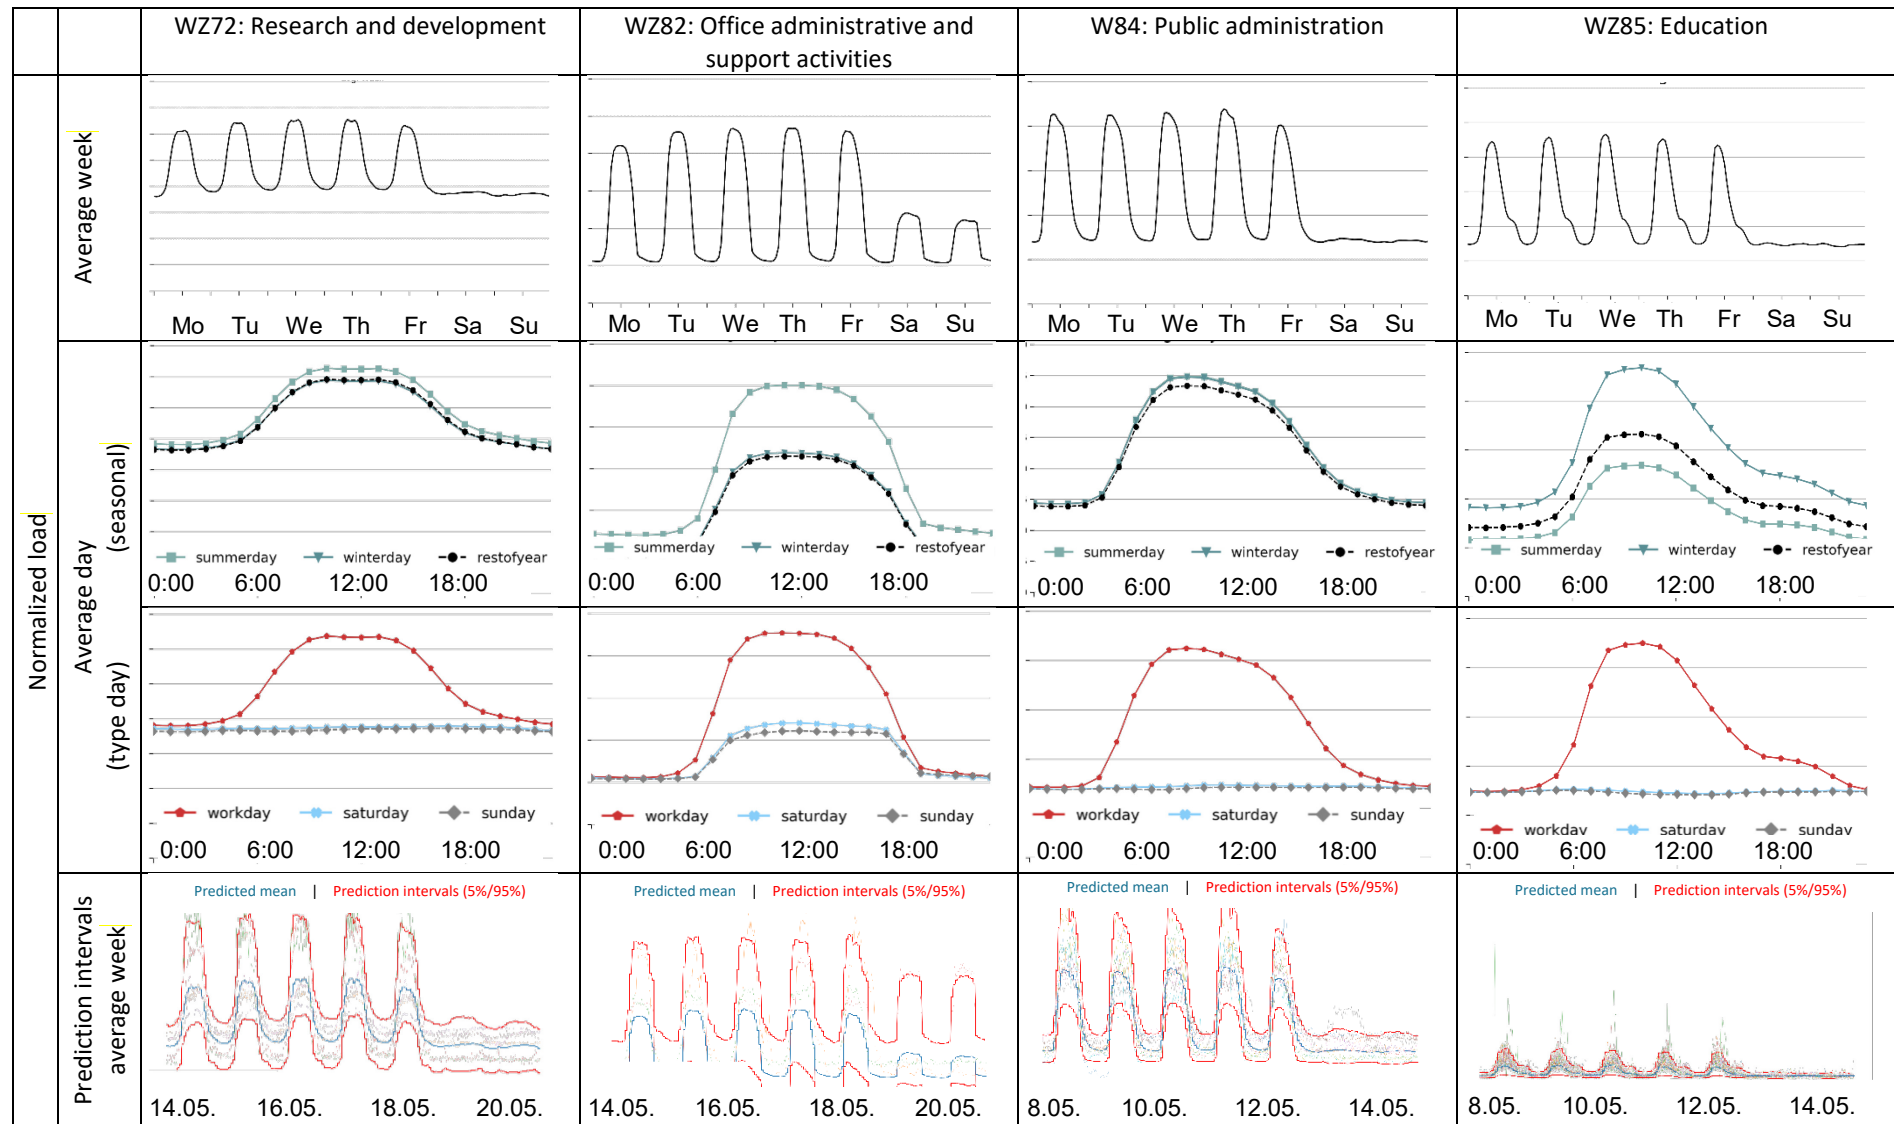 WZ72: Research and development
WZ82: Office administrative and
support activities
W84: Public administration
WZ85: Education
Normalized load
Average week
Mo Tu We Th Fr Sa Su
Mo Tu We Th Fr Sa Su
Mo Tu We Th Fr Sa Su
Mo Tu We Th Fr Sa Su
Average day
(seasonal)
summerday winterday restofyear
0:00 6:00 12:00 18:00
summerday winterday restofyear
0:00 6:00 12:00 18:00
summerday winterday restofyear
0:00 6:00 12:00 18:00
summerday winterday restofyear
0:00 6:00 12:00 18:00
(type day)
workday saturday sunday
0:00 6:00 12:00 18:00
workday saturday sunday
0:00 6:00 12:00 18:00
workday saturday sunday
0:00 6:00 12:00 18:00
workday saturday sunday
0:00 6:00 12:00 18:00
Prediction intervals
average week
Predicted mean | Prediction intervals (5%/95%)
14.05. 16.05. 18.05. 20.05.
Predicted mean | Prediction intervals (5%/95%)
14.05. 16.05. 18.05. 20.05.
Predicted mean | Prediction intervals (5%/95%)
8.05. 10.05. 12.05. 14.05.
Predicted mean | Prediction intervals (5%/95%)
8.05. 10.05. 12.05. 14.05.